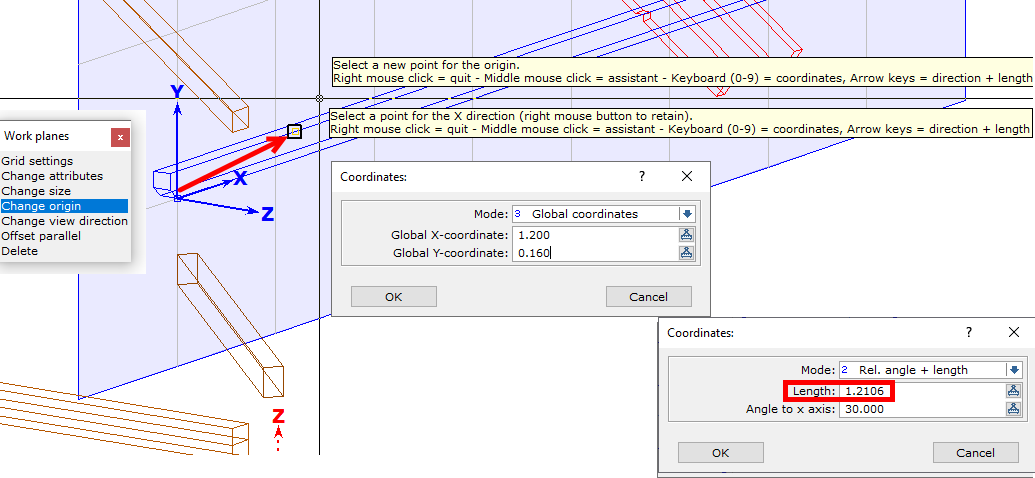 Select a new point for the origin.
Right mouse click = quit - Middle mouse click = assistant - Keyboard (0-9) = coordinates, Arrow keys = direction + length
Y
Select a point for the X direction (right mouse button to retain).
Right mouse click = quit - Middle mouse click = assistant - Keyboard (0-9) = coordinates, Arrow keys = direction + length
Work planes x
Grid settings
Change attributes
Change size
Change origin
Change view direction
Offset parallel
Delete
X
Z
Coordinates: ?
Mode: 3 Global coordinates
Global X-coordinate: 1.200
Global Y-coordinate: 0.160
OK Cancel
Coordinates: ?
Mode: 2 Rel. angle + length
Length: 1.2106
Angle to x axis: 30.000
OK Cancel
Z